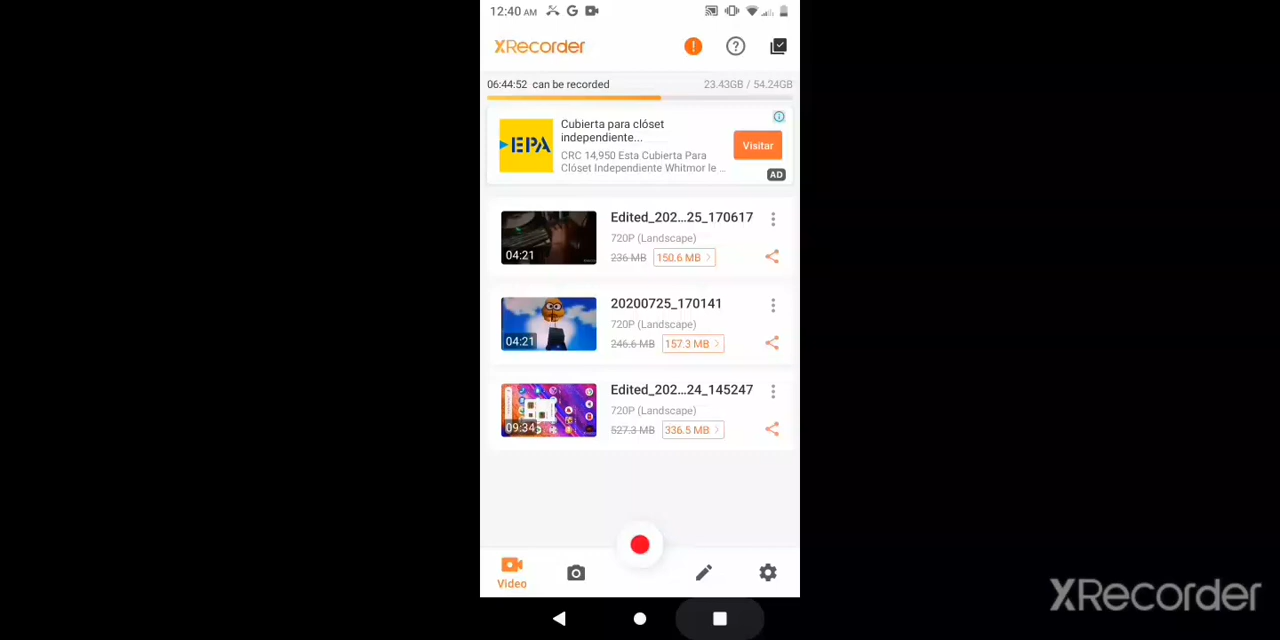 12:40 AM
XRecorder
06:44:52 can be recorded
23.43GB / 54.24GB
EPA
Cubierta para clóset
independiente...
CRC 14,950 Esta Cubierta Para
Clóset Independiente Whitmor le ...
Visitar
AD
Edited_202...25_170617
720P (Landscape)
236 MB 150.6 MB >
04:21
20200725_170141
720P (Landscape)
246.6 MB 157.3 MB >
04:21
Edited_202...24_145247
720P (Landscape)
527.3 MB 336.5 MB >
09:34
Video
XRecorder